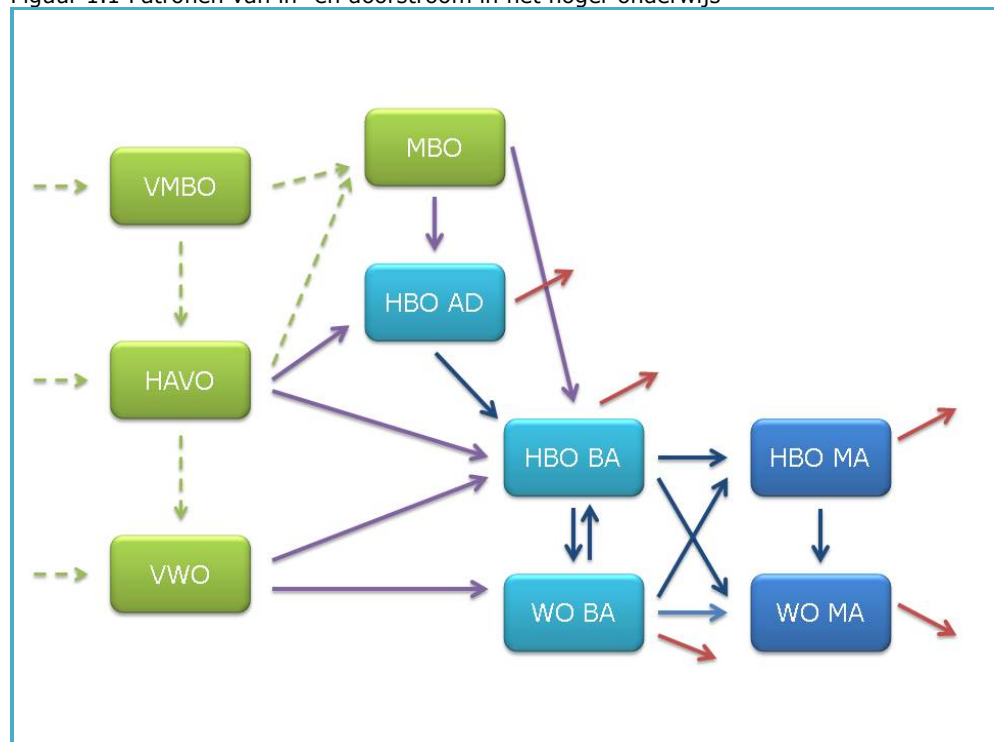 Figuur 1.1 Patronen van in- en doorstroom in het hoger onderwijs
MBO
VMBO
HBO AD
HAVO
HBO BA
HBO MA
VWO
WO BA
WO MA